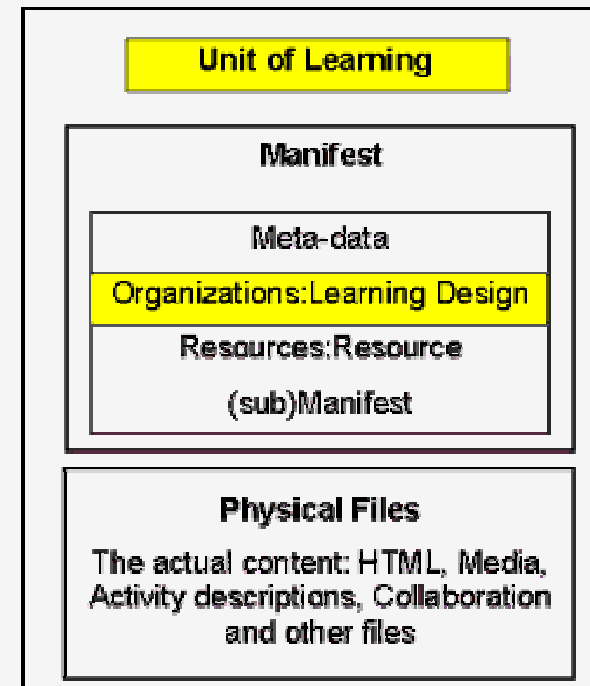 Unit of Learning
Manifest
Meta-data
Organizations:Learning Design
Resources:Resource
(sub)Manifest
Physical Files
The actual content: HTML, Media,
Activity descriptions, Collaboration
and other files